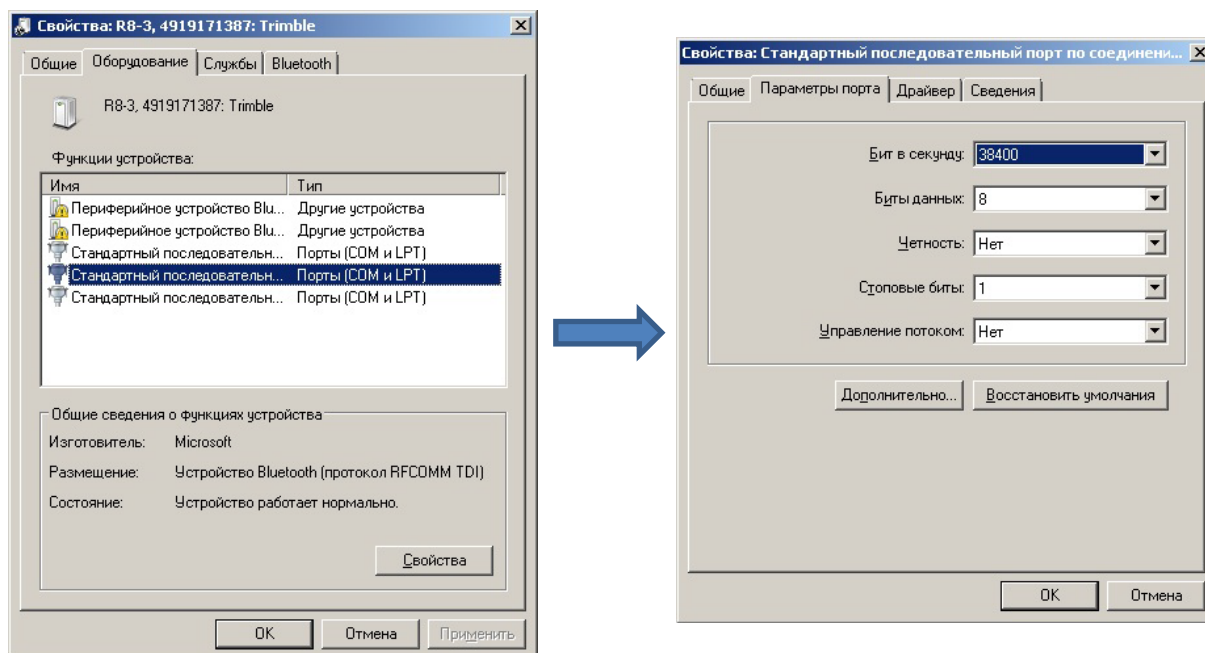 Свойства: R8-3, 4919171387: Trimble
Общие Оборудование Службы Bluetooth
R8-3, 4919171387: Trimble
Функции устройства:
Имя Тип
Периферийное устройство Blu... Другие устройства
Периферийное устройство Blu... Другие устройства
Стандартный последовательн... Порты (COM и LPT)
Стандартный последовательн... Порты (COM и LPT)
Стандартный последовательн... Порты (COM и LPT)
Общие сведения о функциях устройства
Изготовитель: Microsoft
Размещение: Устройство Bluetooth (протокол RFCOMM TDI)
Состояние: Устройство работает нормально.
Свойства
OK Отмена Применить
Свойства: Стандартный последовательный порт по соединени...
Общие Параметры порта Драйвер Сведения
Бит в секунду: 38400
Биты данных: 8
Четность: Нет
Стоповые биты: 1
Управление потоком: Нет
Дополнительно... Восстановить умолчания
OK Отмена